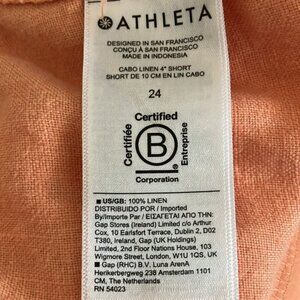 ATHLETA
DESIGNED IN SAN FRANCISCO
CONÇU À SAN FRANCISCO
MADE IN INDONESIA
CABO LINEN 4" SHORT
SHORT DE 10 CM EN LIN CABO
24
Certified
Certifiée
B
Entreprise
Corporation
■ US/GB: 100% LINEN
DISTRIBUIDO POR / Imported
By/Importe Par / ΕΙΣΑΓΕΤΑΙ ΑΠΟ ΤΗΝ:
Gap Stores (Ireland) Limited c/o Arthur
Cox, 10 Earlsfort Terrace, Dublin 2, D02
T380, Ireland, Gap (UK Holdings)
Limited, 2nd Floor Nations House, 103
Wigmore Street, London, W1U 1QS, UK
■ Gap (RHC) B.V. Luna ArenA
Herikerbergweg 238 Amsterdam 1101
CM, The Netherlands
RN 54023